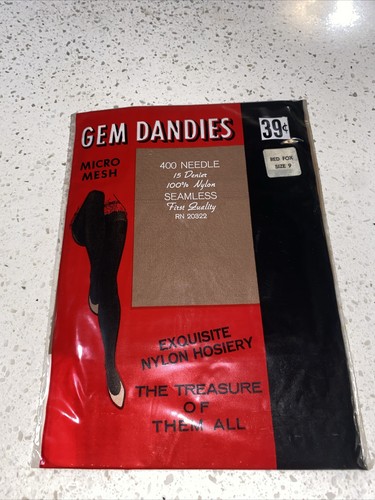 GEM DANDIES
39¢
MICRO
MESH
400 NEEDLE
15 Denier
100% Nylon
SEAMLESS
First Quality
RN 20322
RED FOX
SIZE 9
EXQUISITE
NYLON HOSIERY
THE TREASURE
OF
THEM ALL